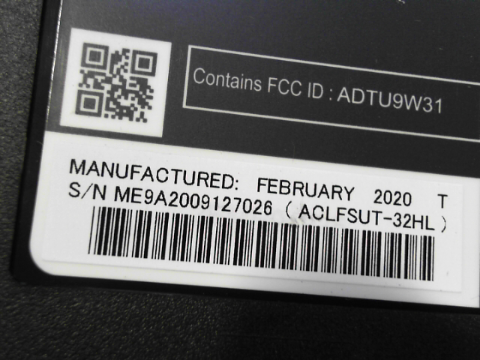 Contains FCC ID : ADTU9W31
MANUFACTURED: FEBRUARY 2020 T
S/N ME9A2009127026 ( ACLFSUT-32HL )